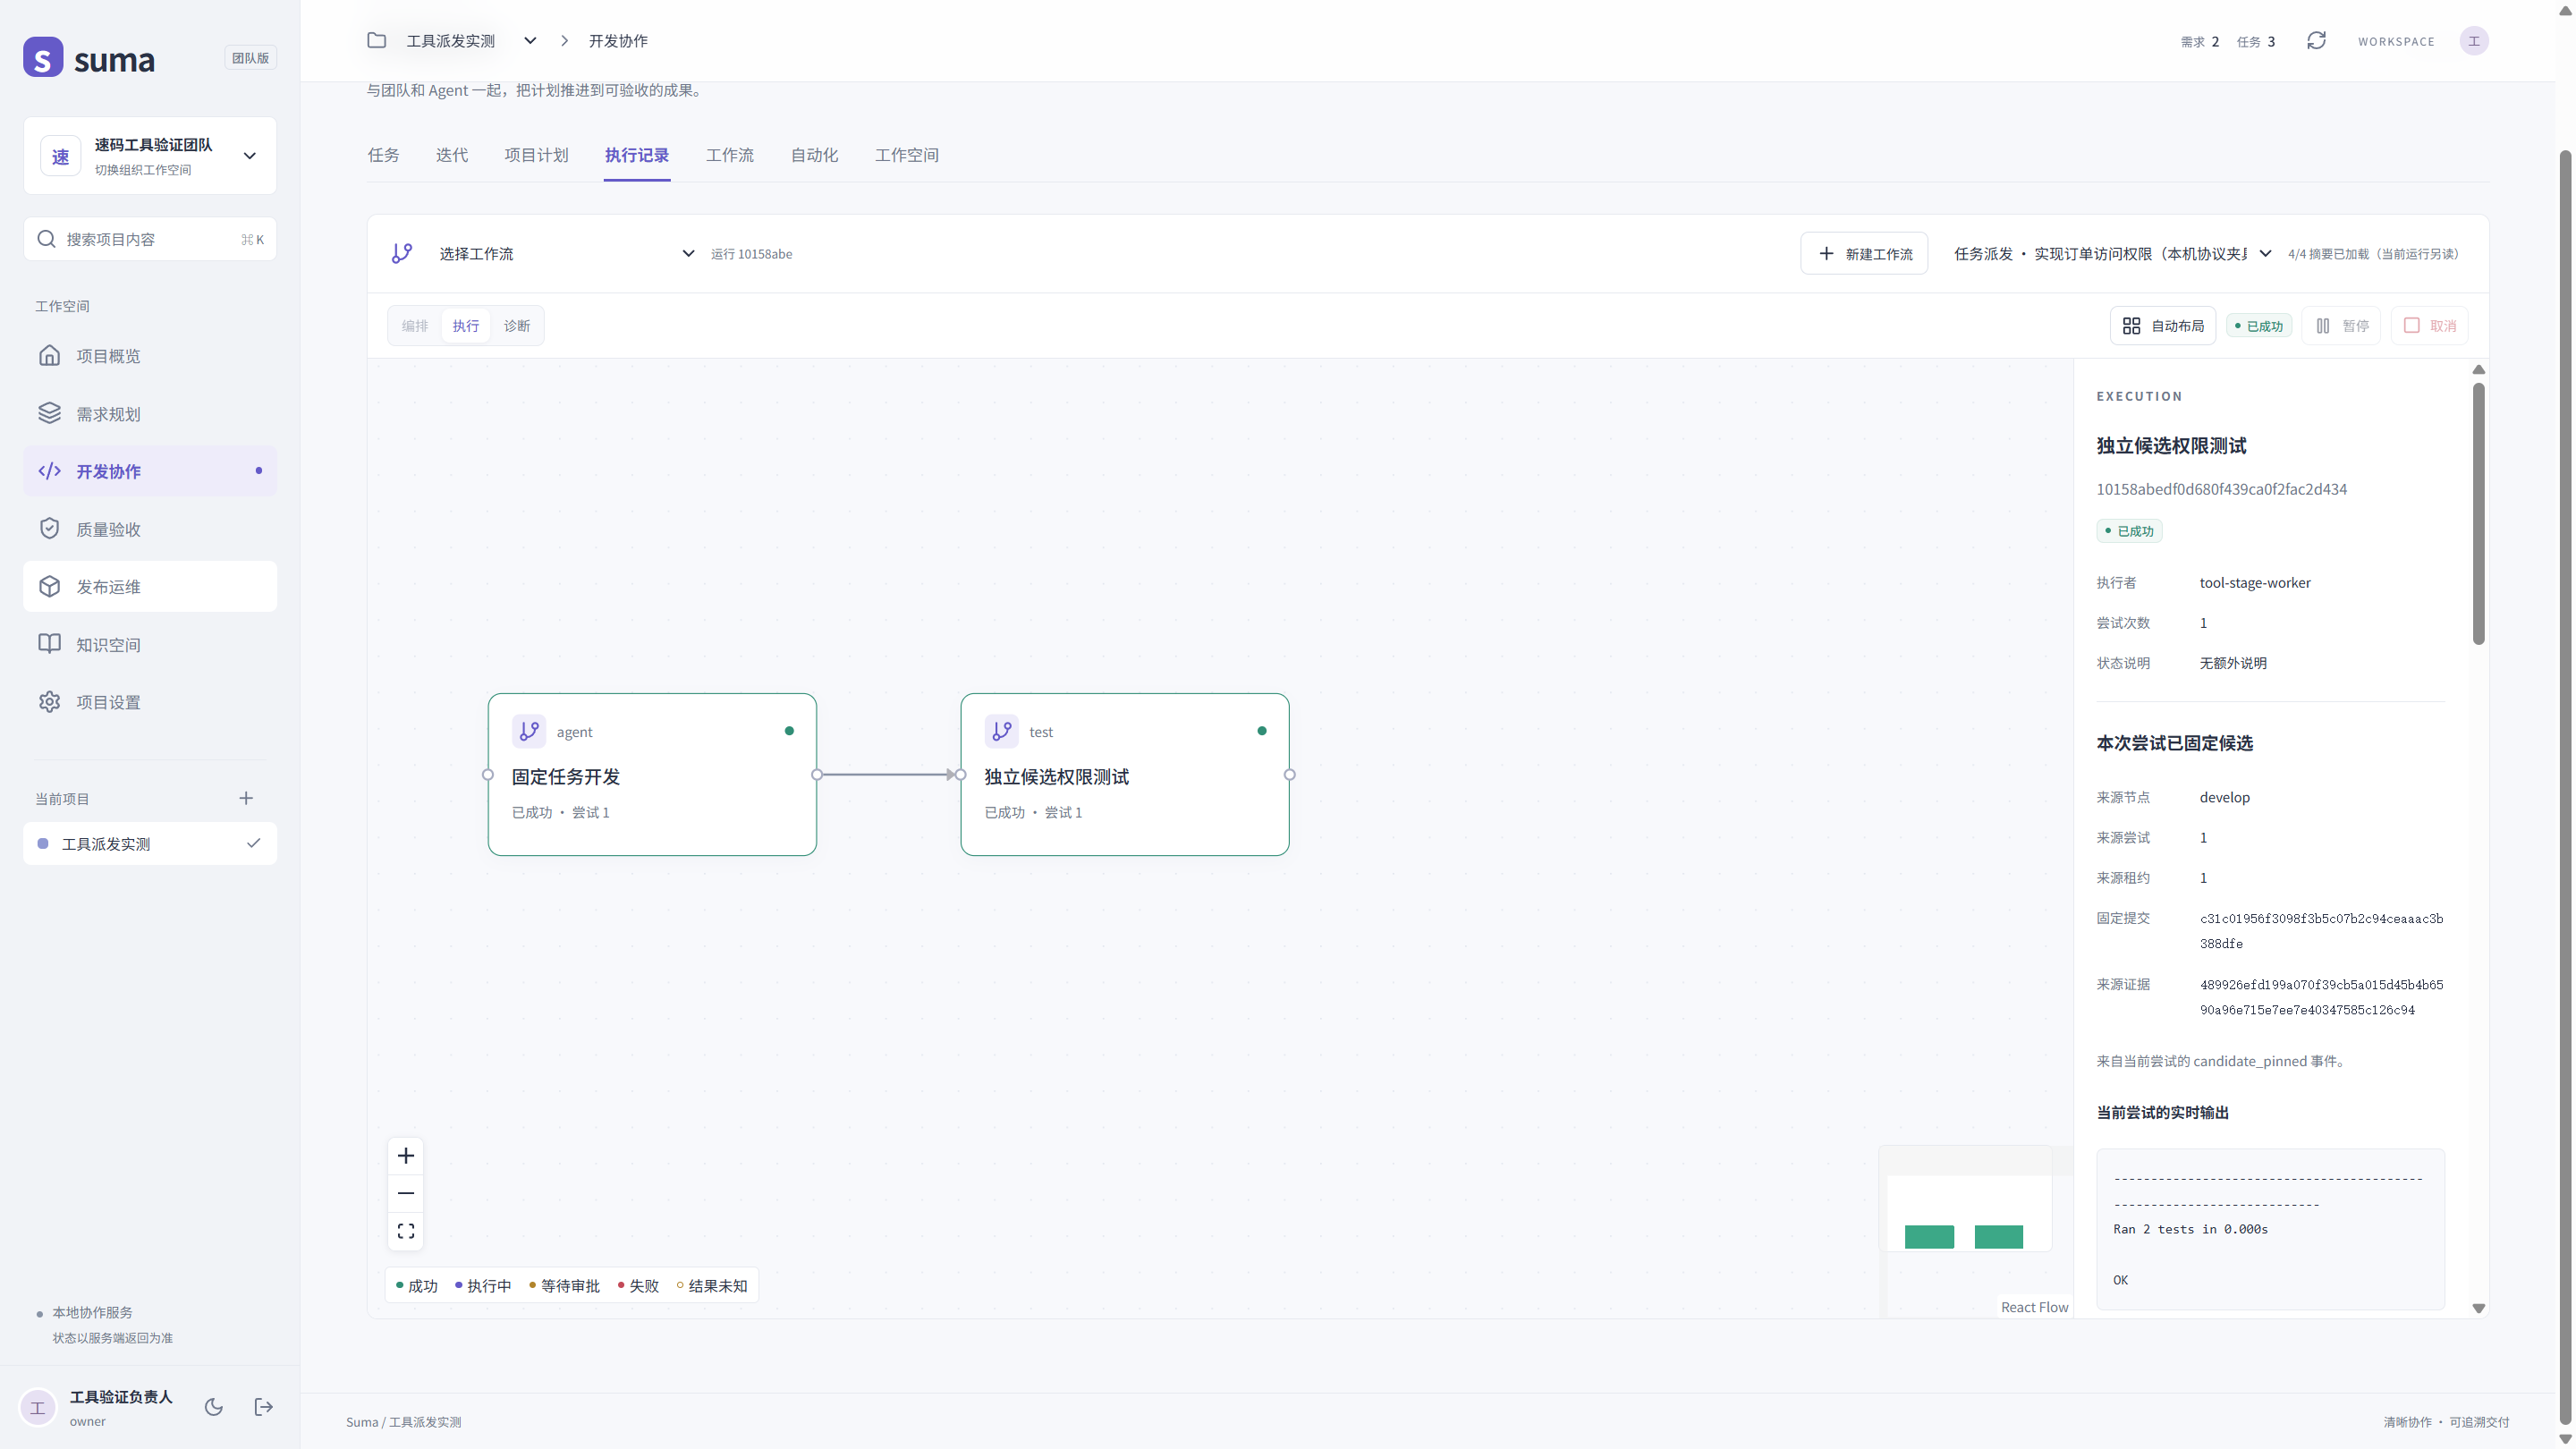 suma
团队版
速
速码工具验证团队
切换组织工作空间
搜索项目内容
⌘K
工作空间
项目概览
需求规划
开发协作
质量验收
发布运维
知识空间
项目设置
当前项目
工具派发实测
本地协作服务
状态以服务端返回为准
工
工具验证负责人
owner
工具派发实测
开发协作
需求 2
任务 3
WORKSPACE
工
与团队和 Agent 一起，把计划推进到可验收的成果。
任务
迭代
项目计划
执行记录
工作流
自动化
工作空间
选择工作流
运行 10158abe
新建工作流
任务派发 · 实现订单访问权限（本机协议夹
4/4 摘要已加载（当前运行另读）
编排
执行
诊断
自动布局
已成功
暂停
取消
agent
固定任务开发
已成功 · 尝试 1
test
独立候选权限测试
已成功 · 尝试 1
成功
执行中
等待审批
失败
结果未知
React Flow
EXECUTION
独立候选权限测试
10158abedf0d680f439ca0f2fac2d434
已成功
执行者 tool-stage-worker
尝试次数 1
状态说明 无额外说明
本次尝试已固定候选
来源节点 develop
来源尝试 1
来源租约 1
固定提交 c31c01956f3098f3b5c07b2c94ceaaac3b
388dfe
来源证据 489926efd199a070f39cb5a015d45b4b65
90a96e715e7ee7e40347585c126c94
来自当前尝试的 candidate_pinned 事件。
当前尝试的实时输出
------------------------------------------
----------------------------
Ran 2 tests in 0.000s
OK
Suma / 工具派发实测
清晰协作 · 可追溯交付